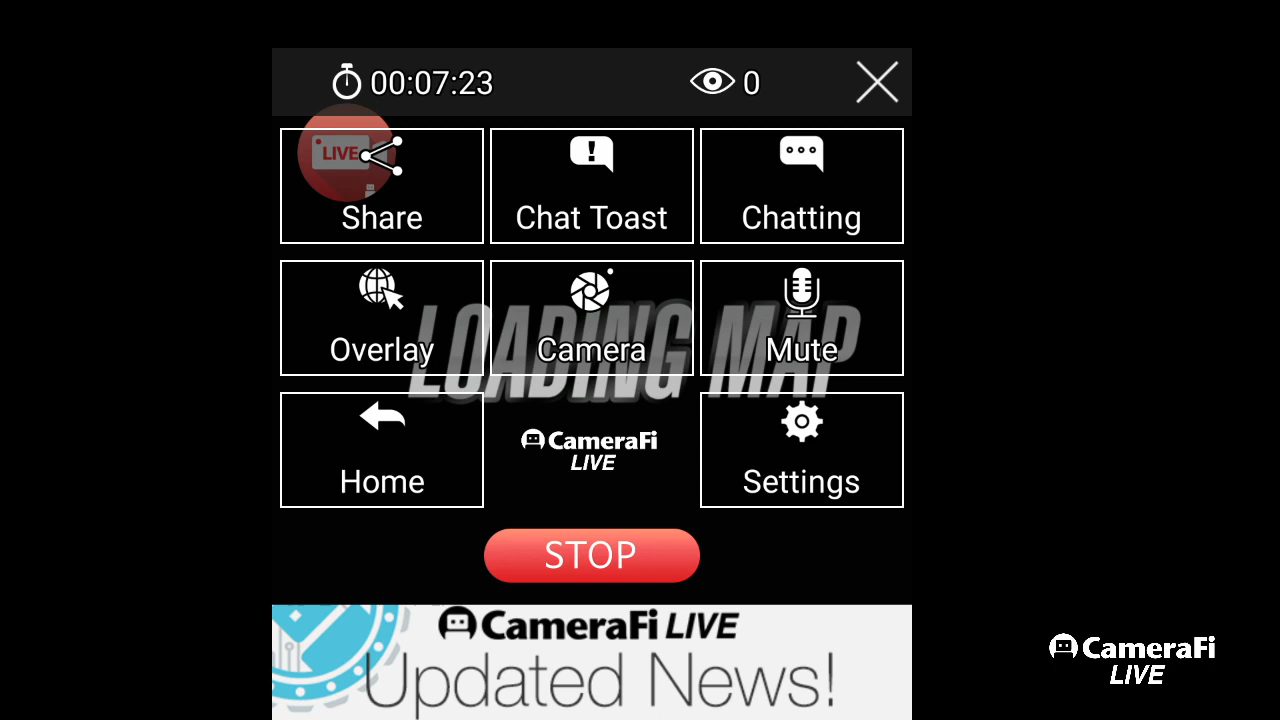 00:07:23
0
LIVE
Share
Chat Toast
Chatting
LOADING MAP
Overlay
Camera
Mute
CameraFi
LIVE
Home
Settings
STOP
CameraFi LIVE
Updated News!
CameraFi
LIVE